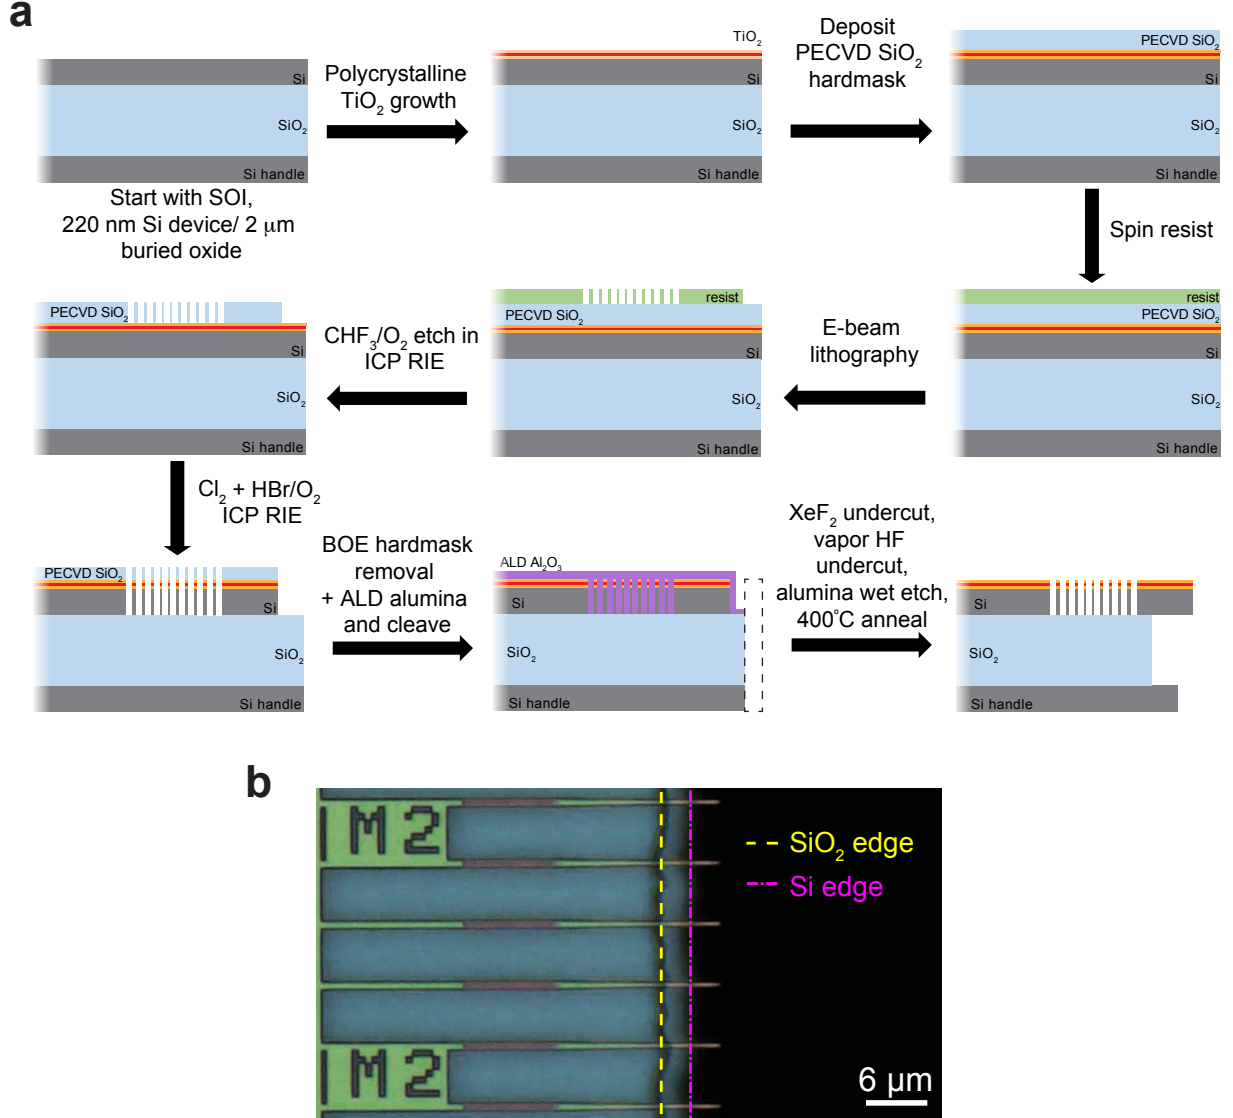 a
Si
SiO2
Si handle
Start with SOI,
220 nm Si device/ 2 μm
buried oxide
Polycrystalline
TiO2 growth
TiO2
Si
SiO2
Si handle
Deposit
PECVD SiO2
hardmask
PECVD SiO2
Si
SiO2
Si handle
Spin resist
resist
PECVD SiO2
Si
SiO2
Si handle
E-beam
lithography
resist
PECVD SiO2
Si
SiO2
Si handle
CHF3/O2 etch in
ICP RIE
PECVD SiO2
Si
SiO2
Si handle
Cl2 + HBr/O2
ICP RIE
PECVD SiO2
Si
SiO2
Si handle
BOE hardmask
removal
+ ALD alumina
and cleave
ALD Al2O3
Si
SiO2
Si handle
XeF2 undercut,
vapor HF
undercut,
alumina wet etch,
400°C anneal
Si
SiO2
Si handle
b
M2
SiO2 edge
Si edge
M2
6 μm